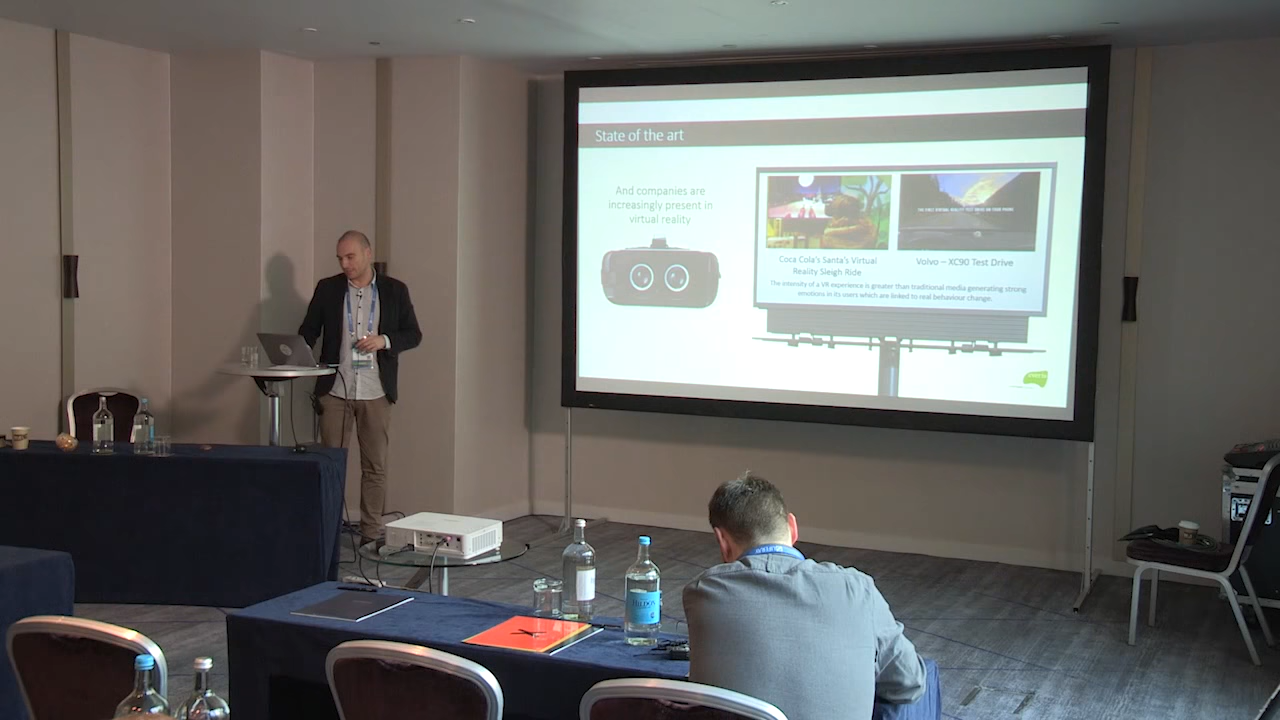 State of the art
And companies are
increasingly present in
virtual reality
Coca Cola's Santa's Virtual
Reality Sleigh Ride
Volvo – XC90 Test Drive
The intensity of a VR experience is greater than traditional media generating strong
emotions in its users which are linked to real behaviour change.
HILDON